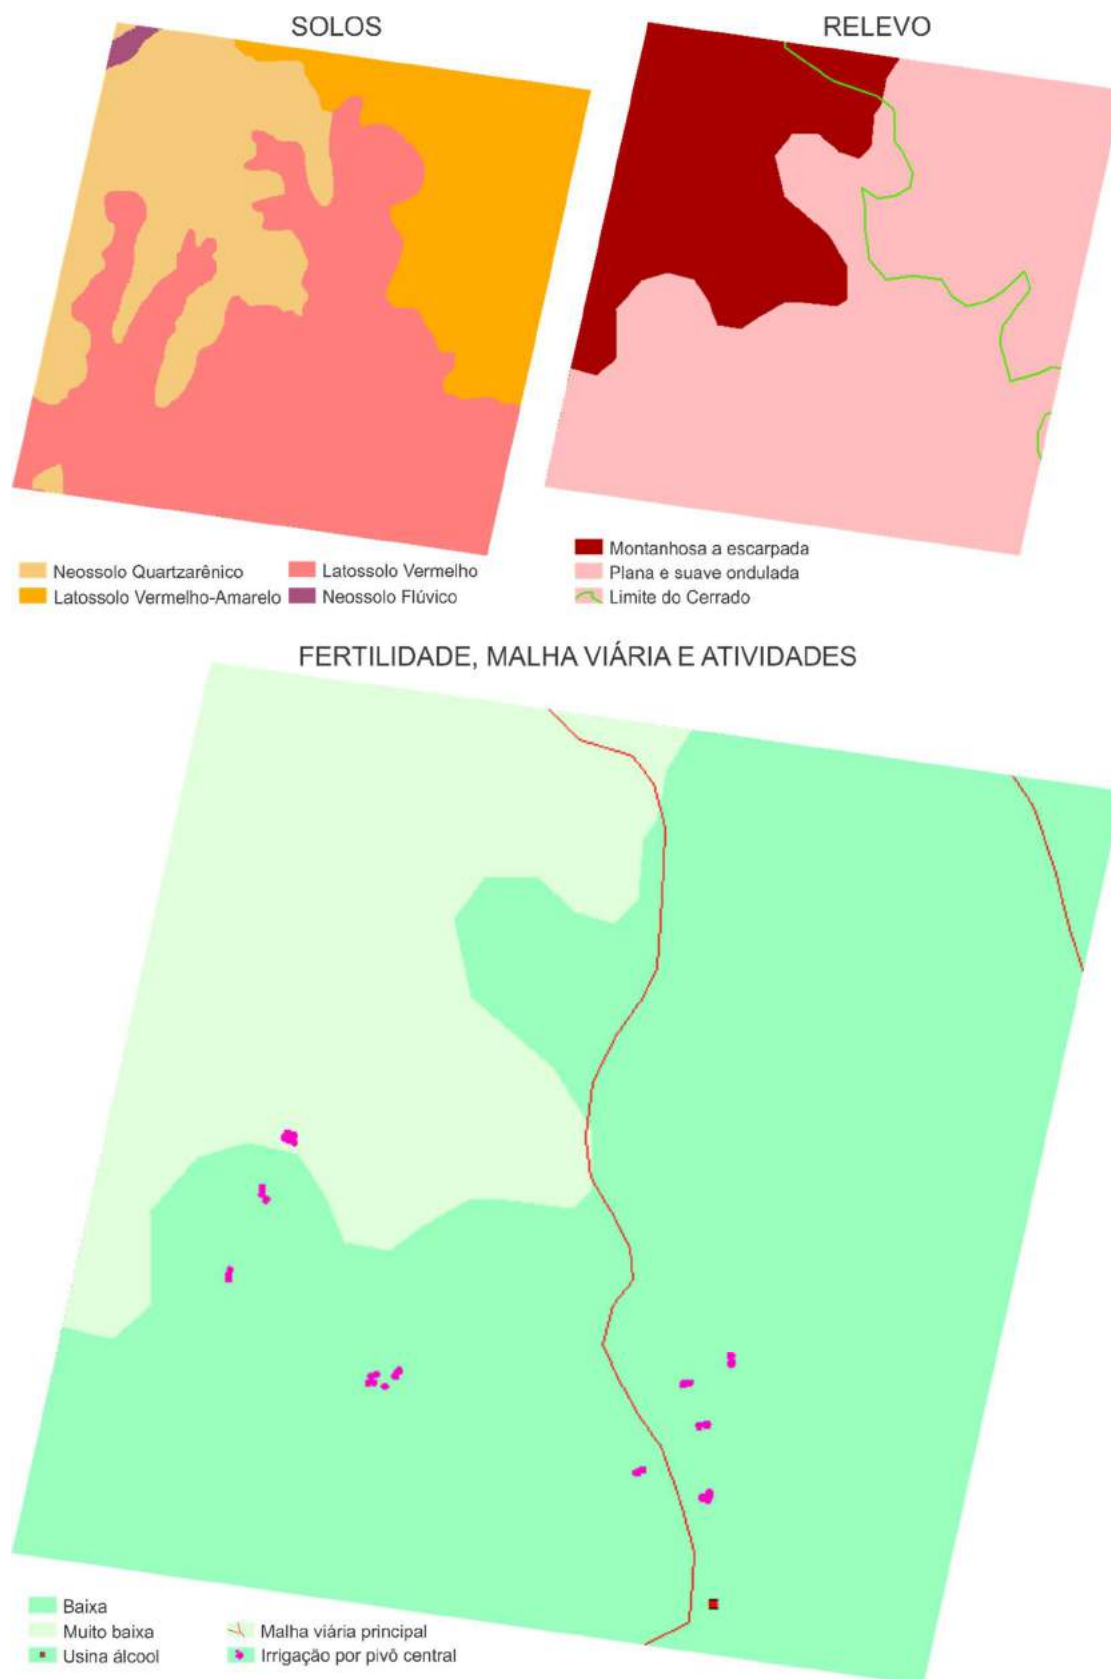 SOLOS
RELEVO
Neossolo Quartzarênico
Latossolo Vermelho
Latossolo Vermelho-Amarelo
Neossolo Flúvico
Montanhosa a escarpada
Plana e suave ondulada
Limite do Cerrado
FERTILIDADE, MALHA VIÁRIA E ATIVIDADES
Baixa
Muito baixa
Malha viária principal
Usina álcool
Irrigação por pivô central